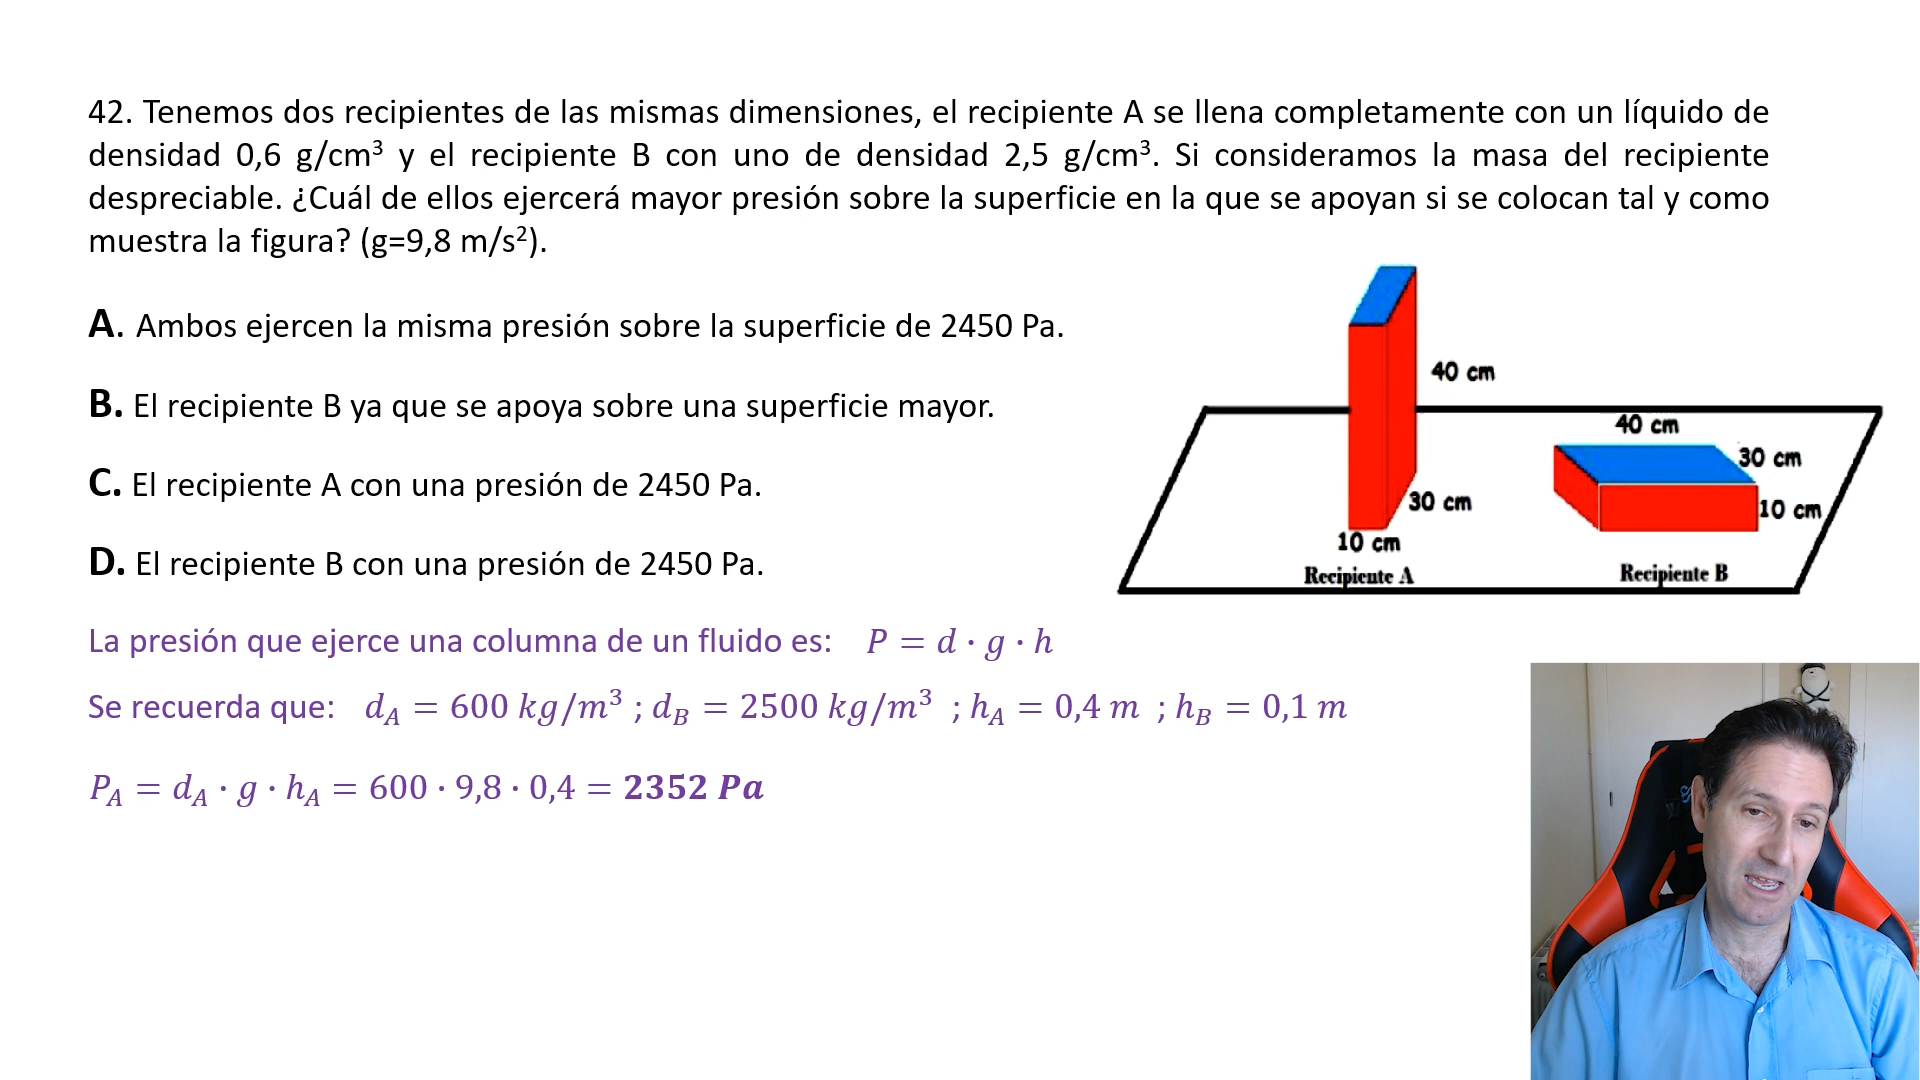 42. Tenemos dos recipientes de las mismas dimensiones, el recipiente A se llena completamente con un líquido de
densidad 0,6 g/cm³ y el recipiente B con uno de densidad 2,5 g/cm³. Si consideramos la masa del recipiente
despreciable. ¿Cuál de ellos ejercerá mayor presión sobre la superficie en la que se apoyan si se colocan tal y como
muestra la figura? (g=9,8 m/s²).
A. Ambos ejercen la misma presión sobre la superficie de 2450 Pa.
B. El recipiente B ya que se apoya sobre una superficie mayor.
C. El recipiente A con una presión de 2450 Pa.
D. El recipiente B con una presión de 2450 Pa.
40 cm
30 cm
10 cm
Recipiente A
40 cm
30 cm
10 cm
Recipiente B
La presión que ejerce una columna de un fluido es: P = d · g · h
Se recuerda que: d_A = 600 kg/m³ ; d_B = 2500 kg/m³ ; h_A = 0,4 m ; h_B = 0,1 m
P_A = d_A · g · h_A = 600 · 9,8 · 0,4 = 2352 Pa